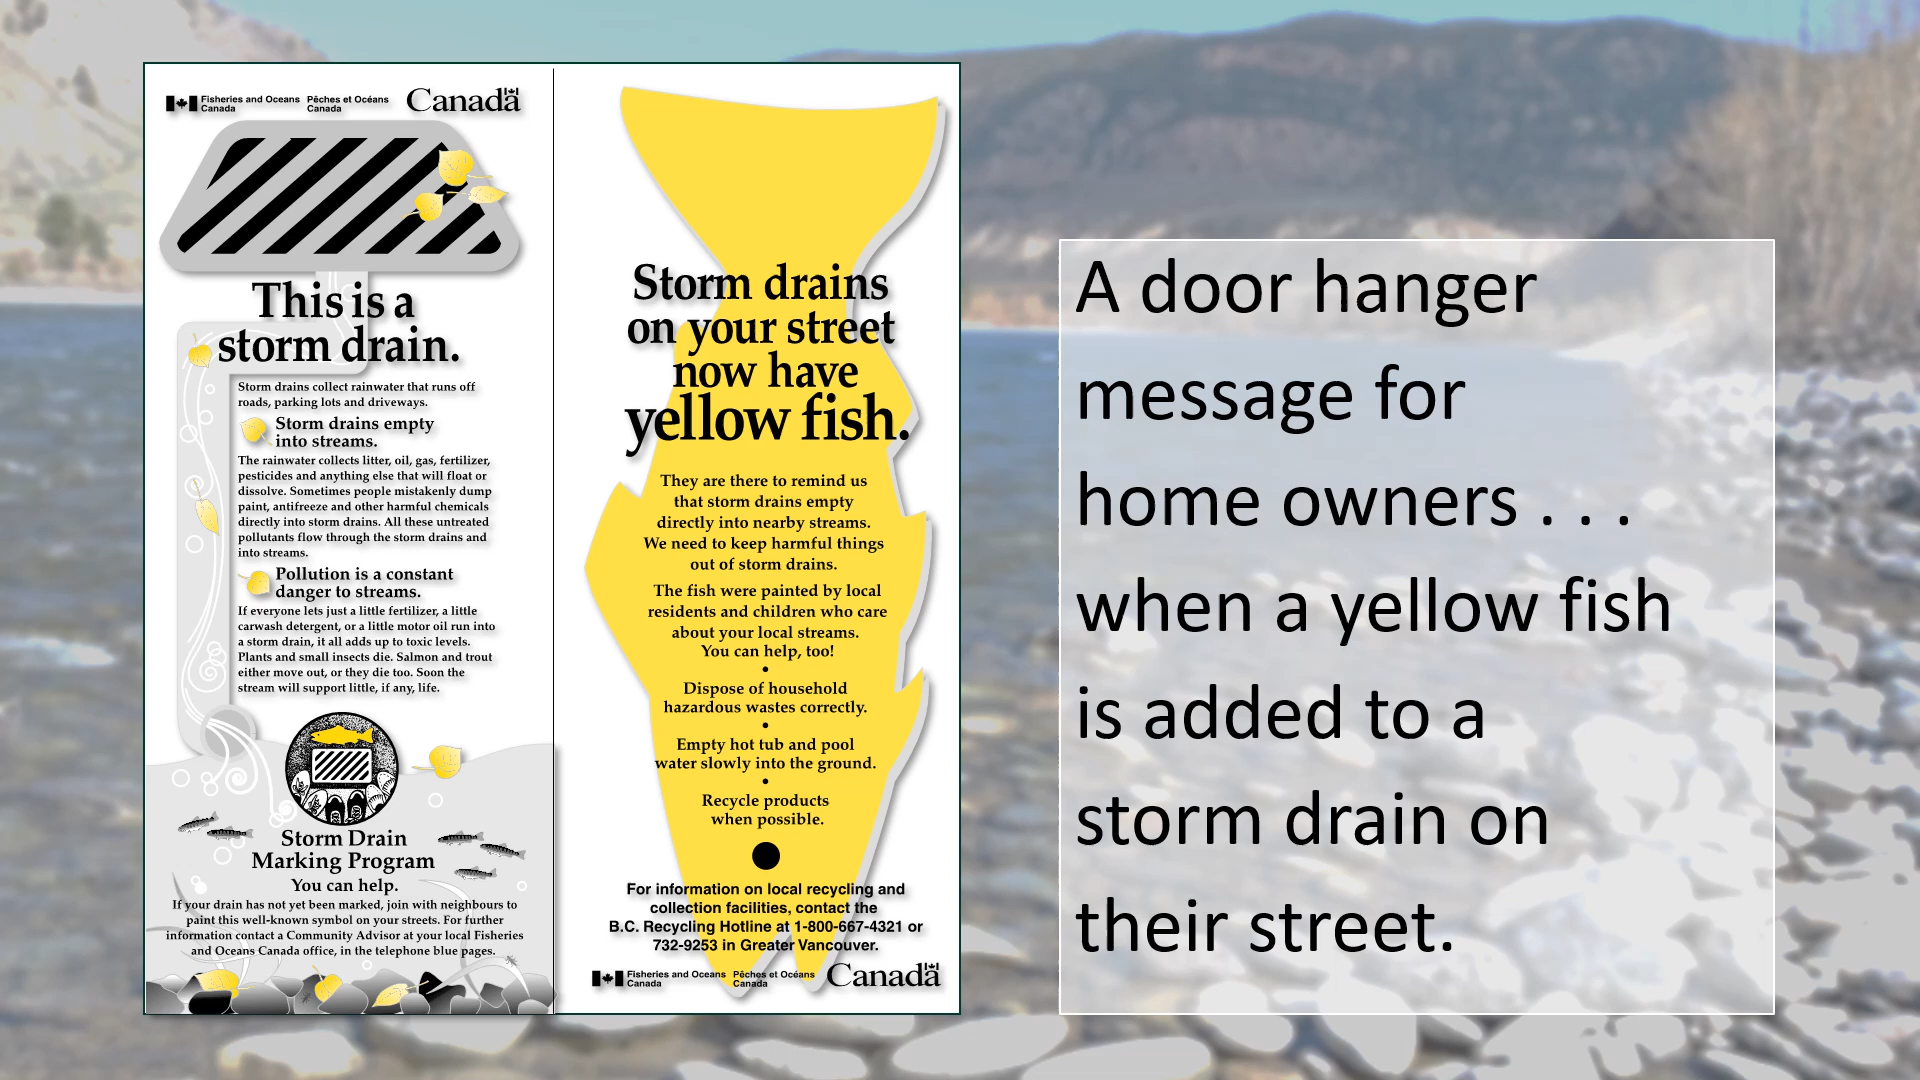 Fisheries and Oceans
Canada
Pêches et Océans
Canada
Canada
This is a
storm drain.
Storm drains collect rainwater that runs off
roads, parking lots and driveways.
Storm drains empty
into streams.
The rainwater collects litter, oil, gas, fertilizer,
pesticides and anything else that will float or
dissolve. Sometimes people mistakenly dump
paint, antifreeze and other harmful chemicals
directly into storm drains. All these untreated
pollutants flow through the storm drains and
into streams.
Pollution is a constant
danger to streams.
If everyone lets just a little fertilizer, a little
carwash detergent, or a little motor oil run into
a storm drain, it all adds up to toxic levels.
Plants and small insects die. Salmon and trout
either move out, or they die too. Soon the
stream will support little, if any, life.
Storm Drain
Marking Program
You can help.
If your drain has not yet been marked, join with neighbours to
paint this well-known symbol on your streets. For further
information contact a Community Advisor at your local Fisheries
and Oceans Canada office, in the telephone blue pages.
Storm drains
on your street
now have
yellow fish.
They are there to remind us
that storm drains empty
directly into nearby streams.
We need to keep harmful things
out of storm drains.
The fish were painted by local
residents and children who care
about your local streams.
You can help, too!
•
Dispose of household
hazardous wastes correctly.
•
Empty hot tub and pool
water slowly into the ground.
•
Recycle products
when possible.
For information on local recycling and
collection facilities, contact the
B.C. Recycling Hotline at 1-800-667-4321 or
732-9253 in Greater Vancouver.
Fisheries and Oceans
Canada
Pêches et Océans
Canada
Canada
A door hanger
message for
home owners . . .
when a yellow fish
is added to a
storm drain on
their street.